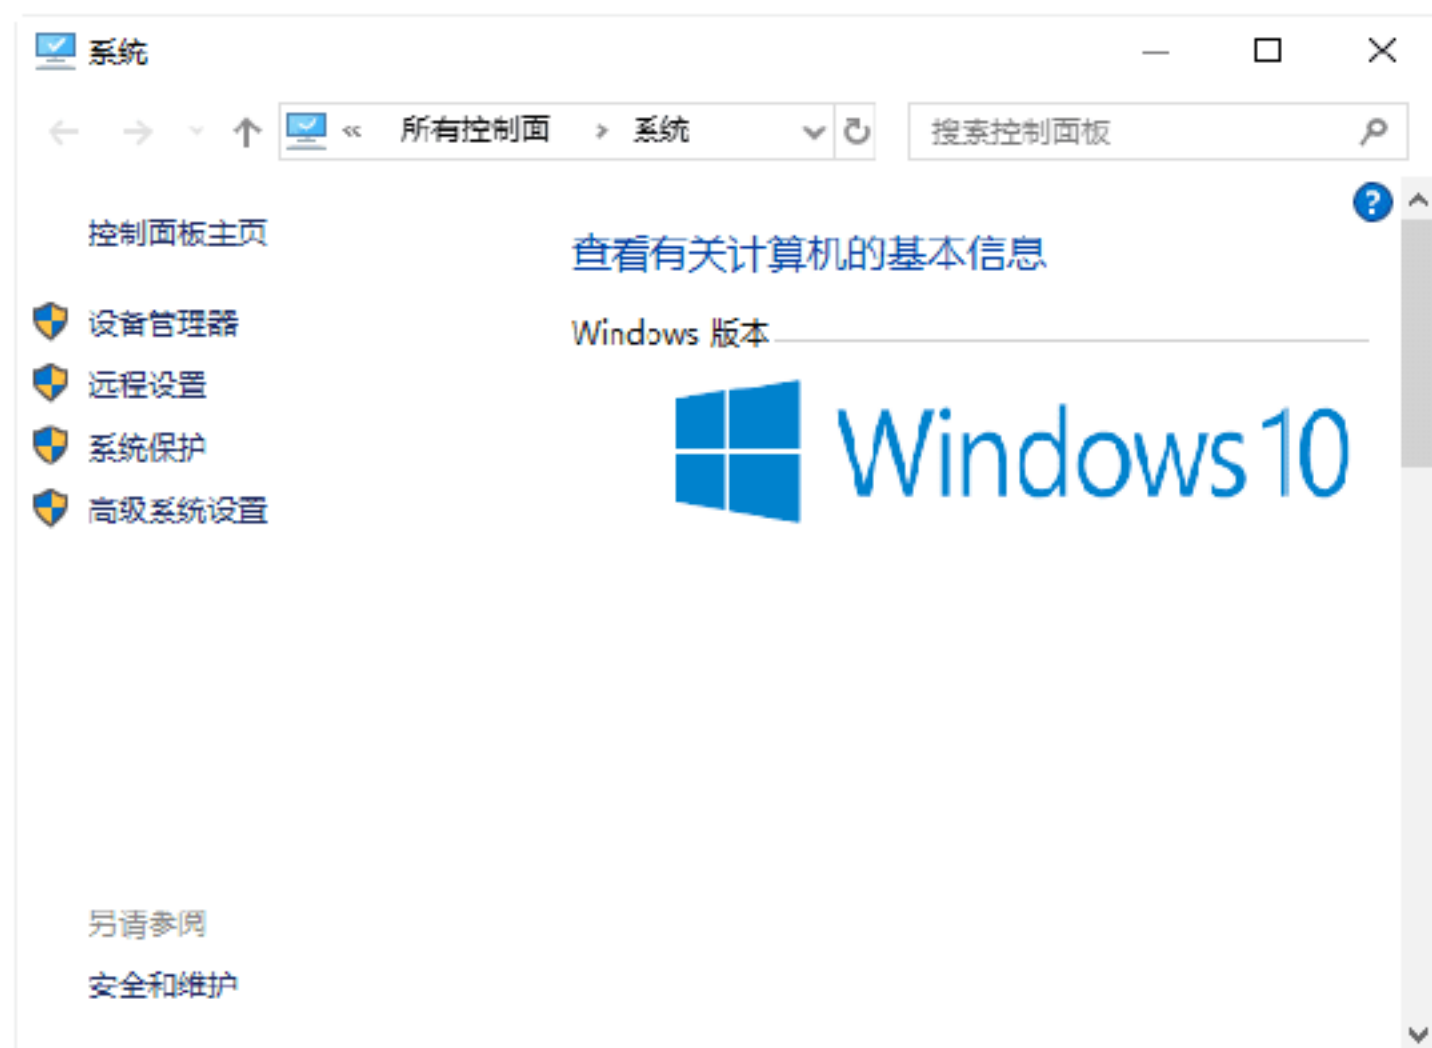 系统
« 所有控制面 › 系统
搜索控制面板
控制面板主页
设备管理器
远程设置
系统保护
高级系统设置
另请参阅
安全和维护
查看有关计算机的基本信息
Windows 版本
Windows 10